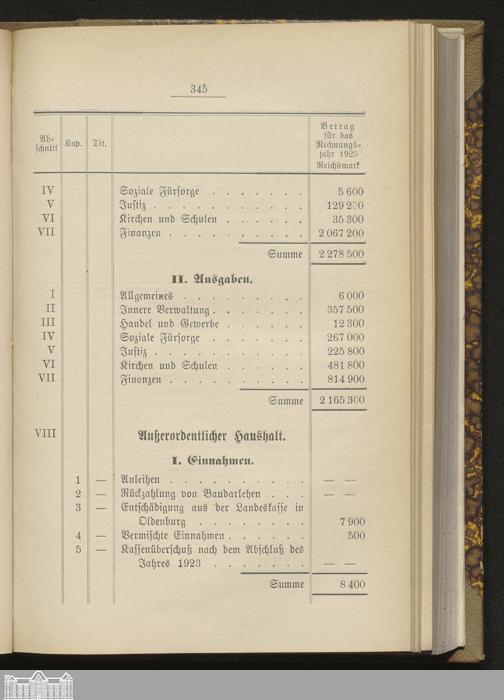 345
Ab-
schnitt
Kap.
Tit.
Betrag
für das
Rechnungs-
jahr 1925
Reichsmark
IV Soziale Fürsorge . . . . . . . 5 600
V Justiz . . . . . . . . . . . 129 200
VI Kirchen und Schulen . . . . . . 35 300
VII Finanzen . . . . . . . . . . 2 067 200
Summe 2 278 500
II. Ausgaben.
I Allgemeines . . . . . . . . . 6 000
II Innere Verwaltung . . . . . . . 357 500
III Handel und Gewerbe . . . . . . 12 300
IV Soziale Fürsorge . . . . . . . 267 000
V Justiz . . . . . . . . . . . 225 800
VI Kirchen und Schulen . . . . . . 481 800
VII Finanzen . . . . . . . . . . 814 900
Summe 2 165 300
VIII Außerordentlicher Haushalt.
I. Einnahmen.
1 — Anleihen . . . . . . . . . . — —
2 — Rückzahlung von Baudarlehen . . . — —
3 — Entschädigung aus der Landeskasse in
Oldenburg . . . . . . . . 7 900
4 — Vermischte Einnahmen . . . . . . 500
5 — Kassenüberschuß nach dem Abschluß des
Jahres 1923 . . . . . . . — —
Summe 8 400